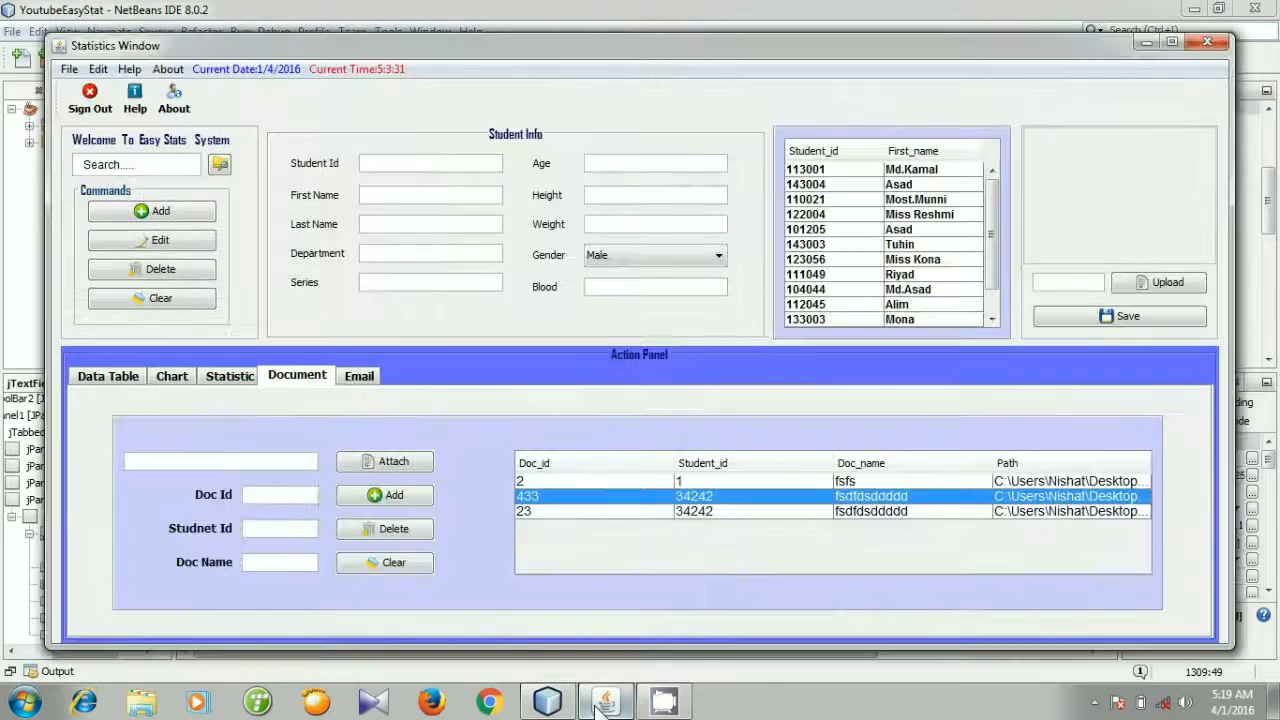 YoutubeEasyStat - NetBeans IDE 8.0.2
Statistics Window
File Edit Help About Current Date:1/4/2016 Current Time:5:3:31
Sign Out Help About
Welcome To Easy Stats System
Search.....
Commands
Add
Edit
Delete
Clear
Student Info
Student Id
First Name
Last Name
Department
Series
Age
Height
Weight
Gender Male
Blood
Student_id First_name
113001 Md.Kamal
143004 Asad
110021 Most.Munni
122004 Miss Reshmi
101205 Asad
143003 Tuhin
123056 Miss Kona
111049 Riyad
104044 Md.Asad
112045 Alim
133003 Mona
Upload
Save
Action Panel
Data Table Chart Statistic Document Email
Attach
Doc Id Add
Studnet Id Delete
Doc Name Clear
Doc_id Student_id Doc_name Path
2 1 fsfs C:\Users\Nishat\Desktop...
433 34242 fsdfdsddddd C:\Users\Nishat\Desktop...
23 34242 fsdfdsddddd C:\Users\Nishat\Desktop...
Output
1309:49
5:19 AM
4/1/2016